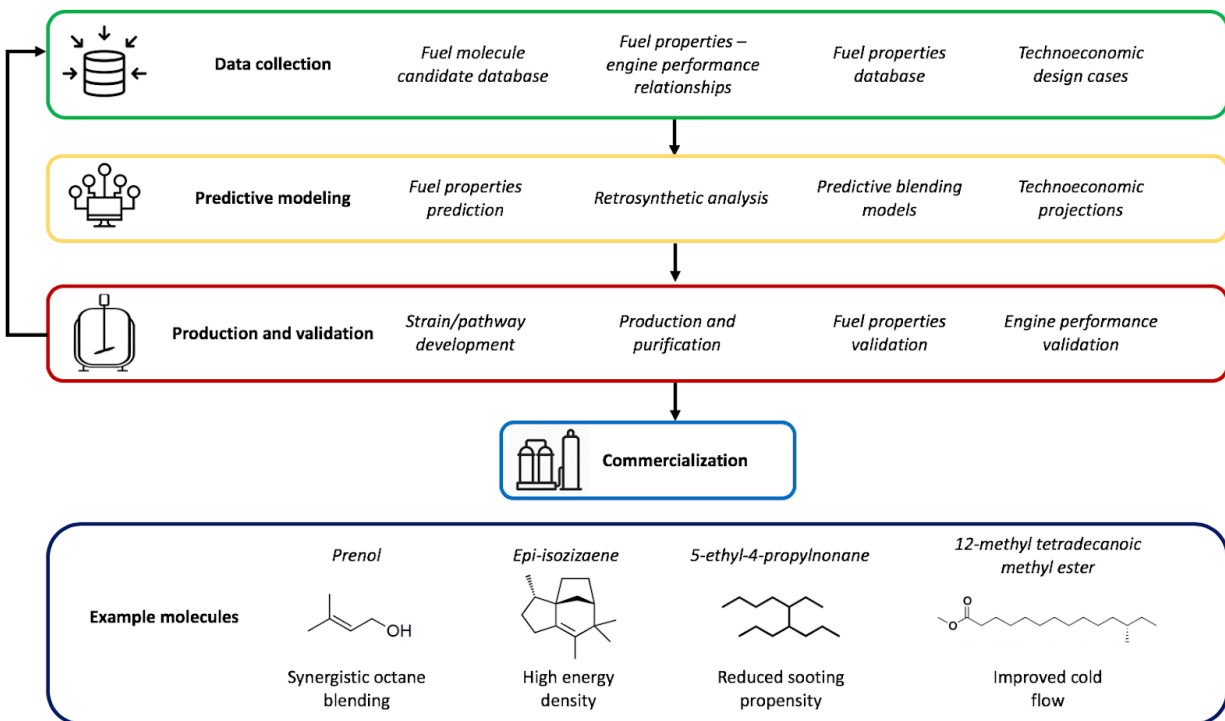 Data collection
Fuel molecule
candidate database
Fuel properties –
engine performance
relationships
Fuel properties
database
Technoeconomic
design cases
Predictive modeling
Fuel properties
prediction
Retrosynthetic analysis
Predictive blending
models
Technoeconomic
projections
Production and validation
Strain/pathway
development
Production and
purification
Fuel properties
validation
Engine performance
validation
Commercialization
Example molecules
Prenol
OH
Synergistic octane
blending
Epi-isozizaene
High energy
density
5-ethyl-4-propylnonane
Reduced sooting
propensity
12-methyl tetradecanoic
methyl ester
O
O
Improved cold
flow